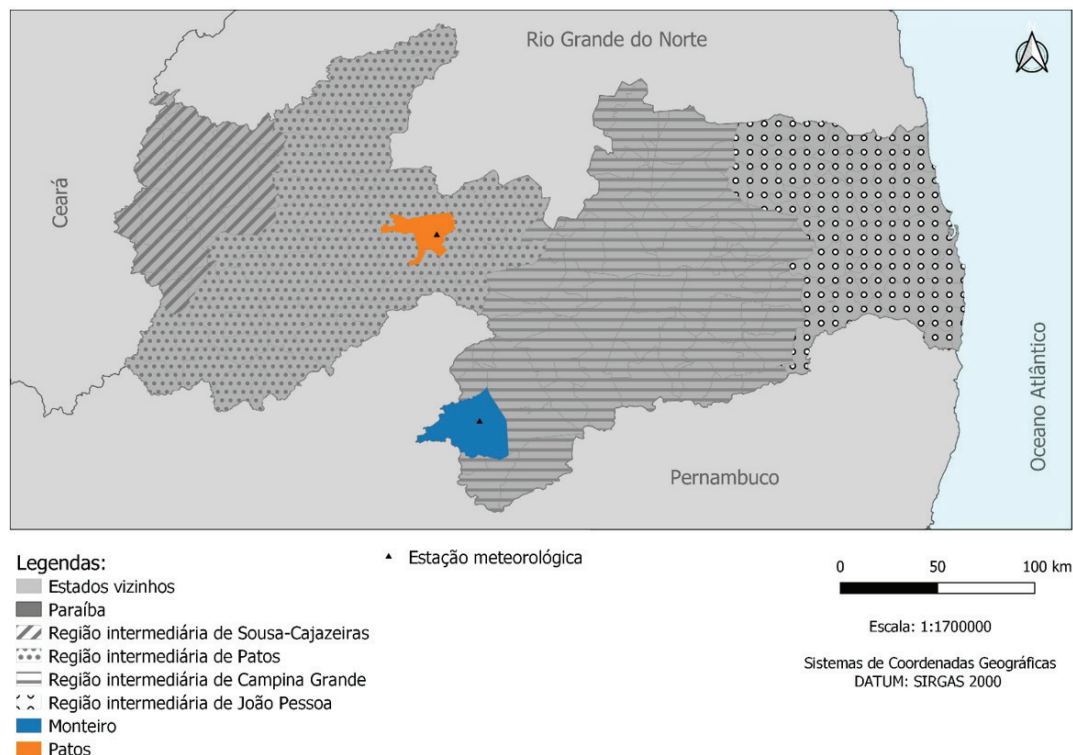 Rio Grande do Norte
Ceará
Oceano Atlântico
Pernambuco
Legendas:
Estados vizinhos
Paraíba
Região intermediária de Sousa-Cajazeiras
Região intermediária de Patos
Região intermediária de Campina Grande
Região intermediária de João Pessoa
Monteiro
Patos
Estação meteorológica
0 50 100 km
Escala: 1:1700000
Sistemas de Coordenadas Geográficas
DATUM: SIRGAS 2000